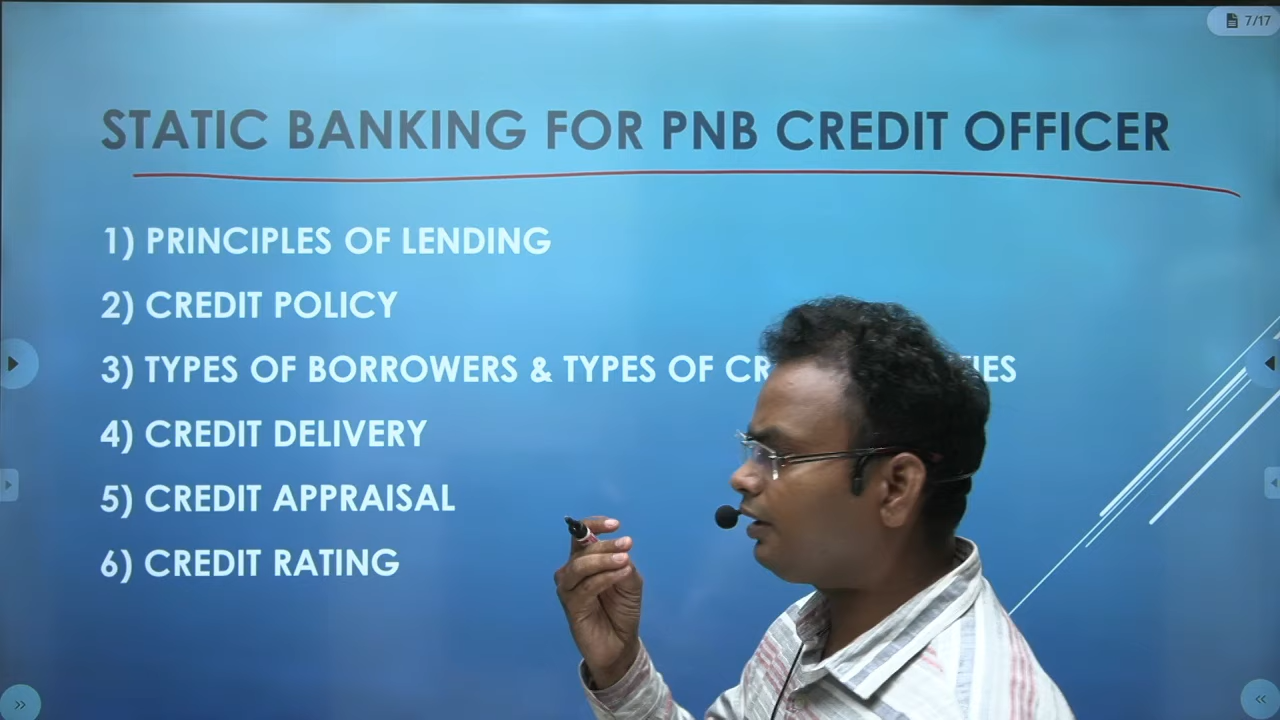 7/17
STATIC BANKING FOR PNB CREDIT OFFICER
1) PRINCIPLES OF LENDING
2) CREDIT POLICY
3) TYPES OF BORROWERS & TYPES OF
4) CREDIT DELIVERY
5) CREDIT APPRAISAL
6) CREDIT RATING